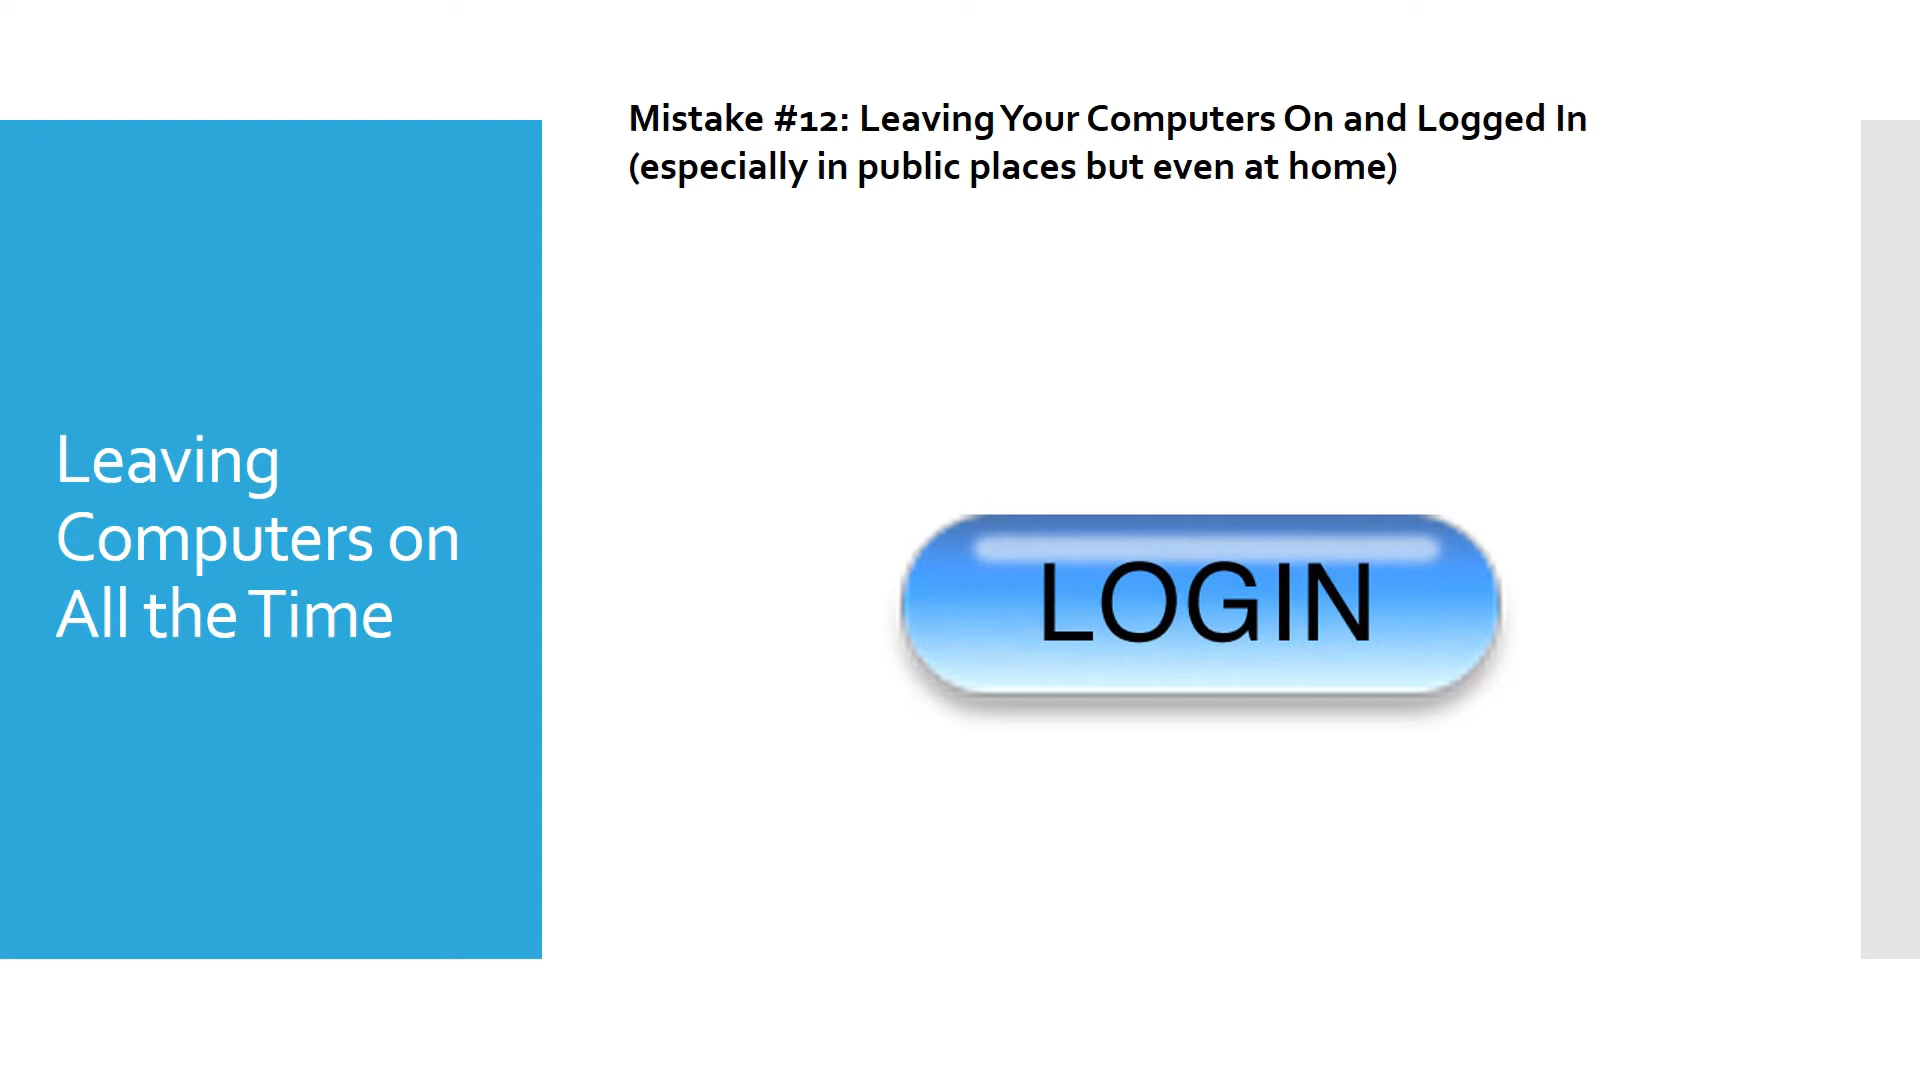 Mistake #12: Leaving Your Computers On and Logged In
(especially in public places but even at home)
Leaving
Computers on
All the Time
LOGIN